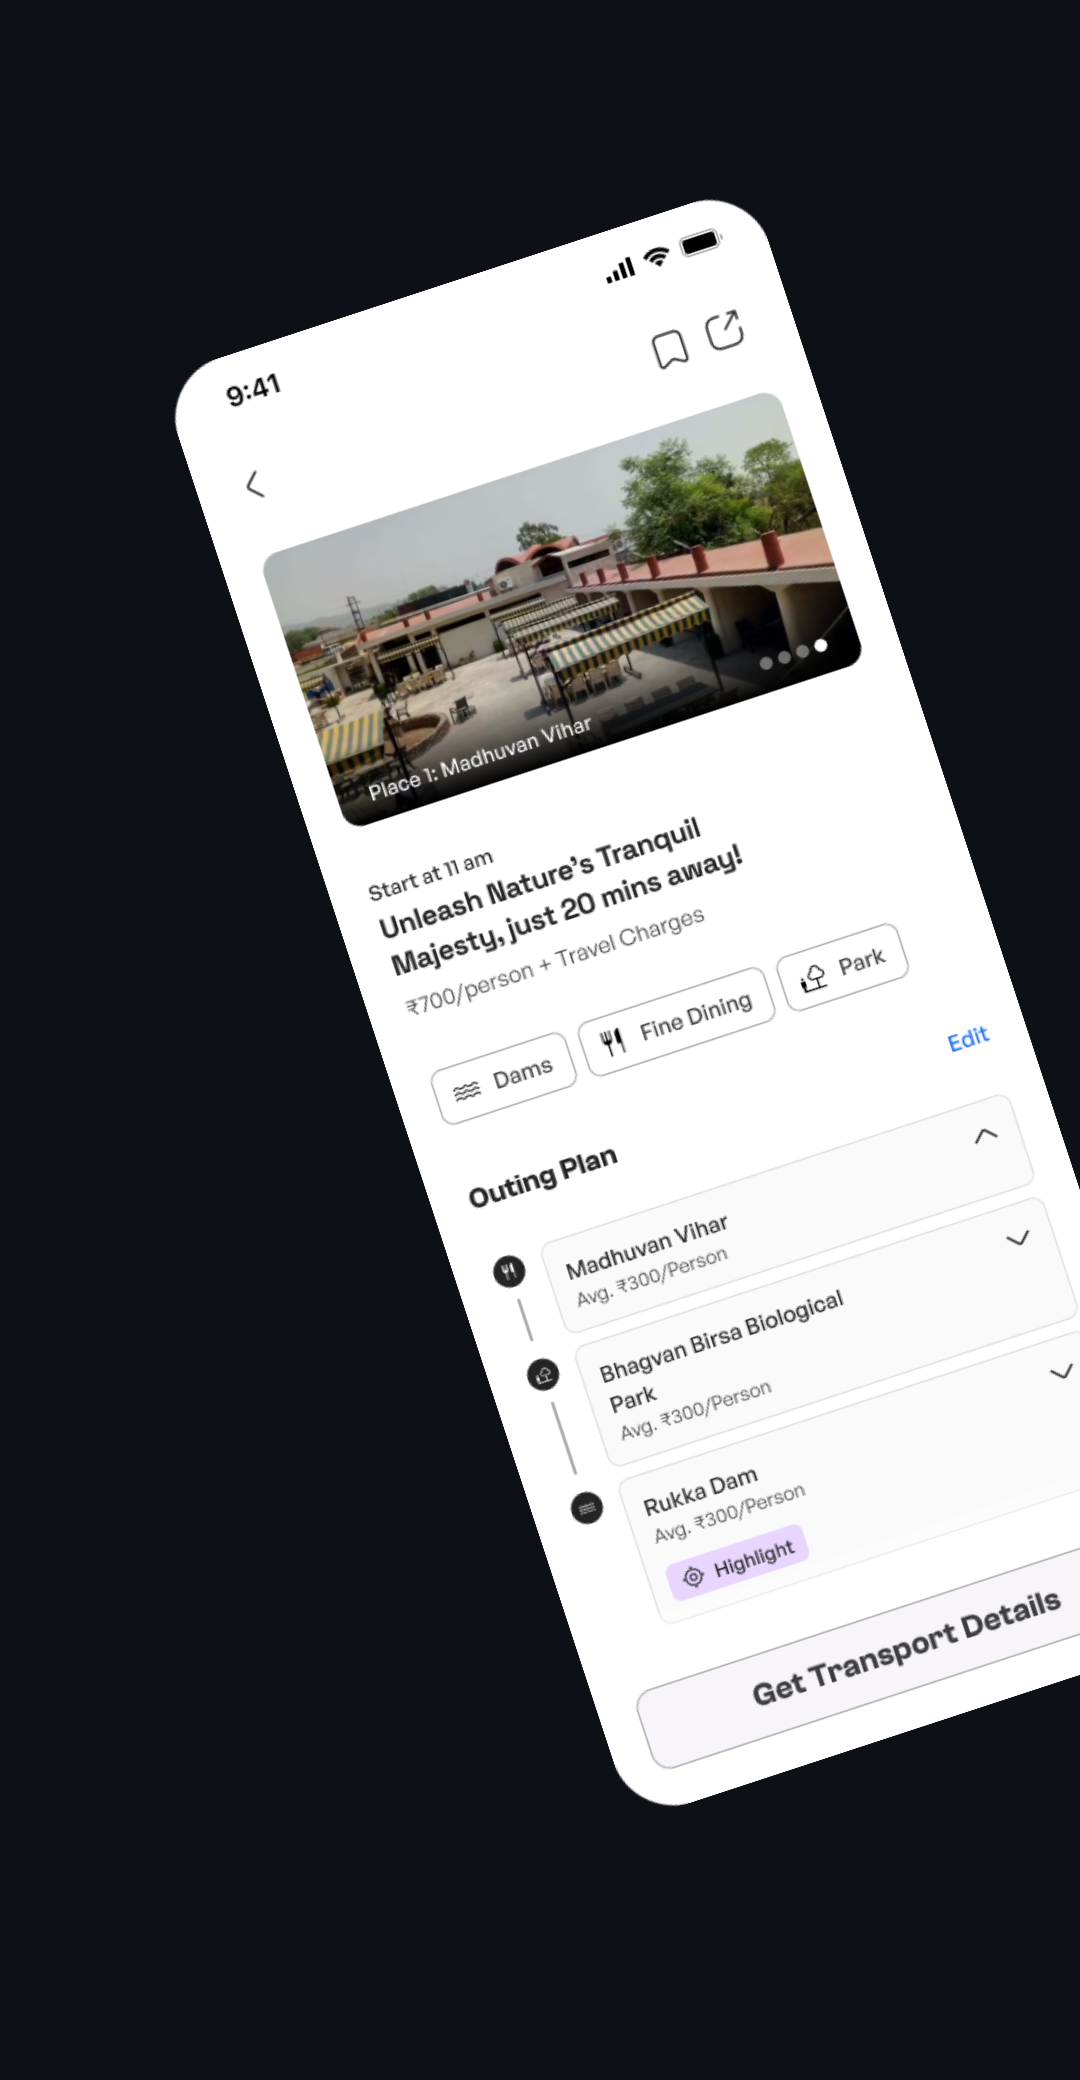 9:41
Place 1: Madhuvan Vihar
Start at 11 am
Unleash Nature's Tranquil
Majesty, just 20 mins away!
₹700/person + Travel Charges
Dams
Fine Dining
Park
Outing Plan
Edit
Madhuvan Vihar
Avg. ₹300/Person
Bhagvan Birsa Biological
Park
Avg. ₹300/Person
Rukka Dam
Avg. ₹300/Person
Highlight
Get Transport Details